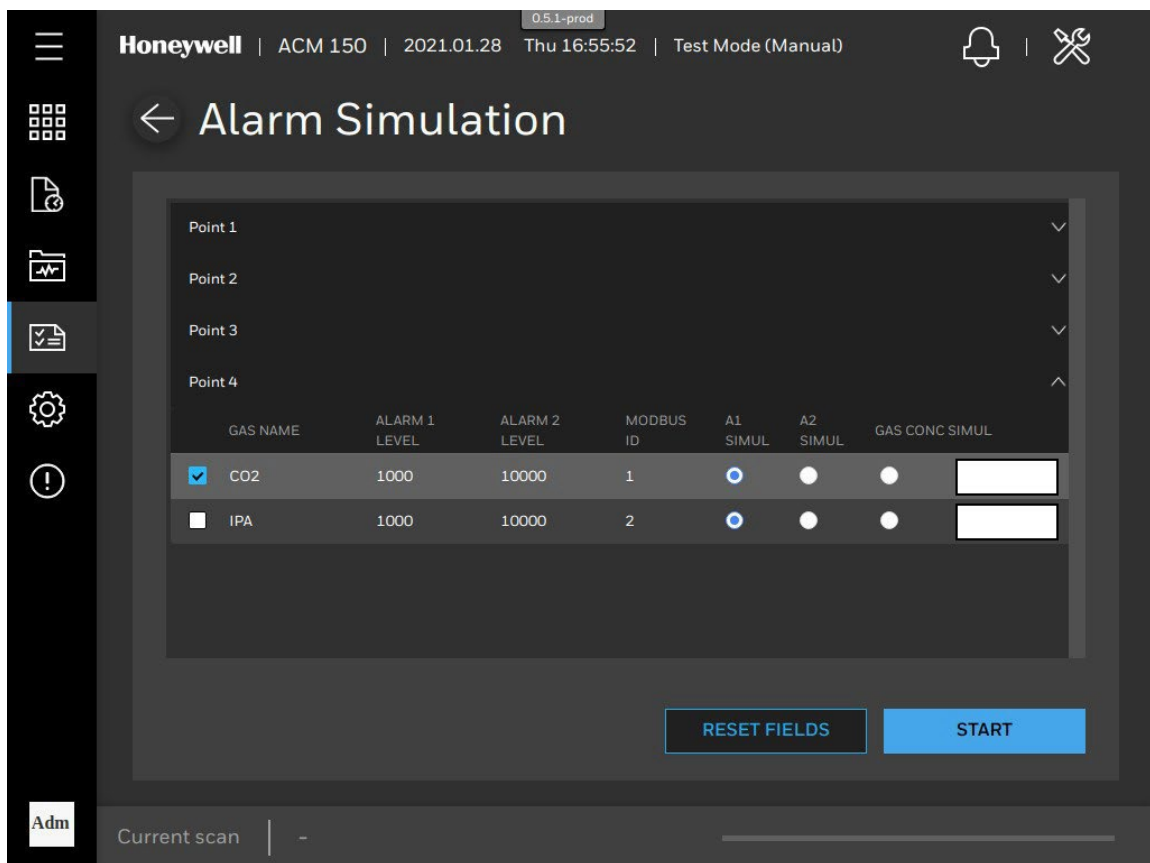 0.5.1-prod
Honeywell | ACM 150 | 2021.01.28 Thu 16:55:52 | Test Mode (Manual)
Alarm Simulation
Point 1
Point 2
Point 3
Point 4
GAS NAME ALARM 1 LEVEL ALARM 2 LEVEL MODBUS ID A1 SIMUL A2 SIMUL GAS CONC SIMUL
CO2 1000 10000 1
IPA 1000 10000 2
RESET FIELDS START
Adm
Current scan | -